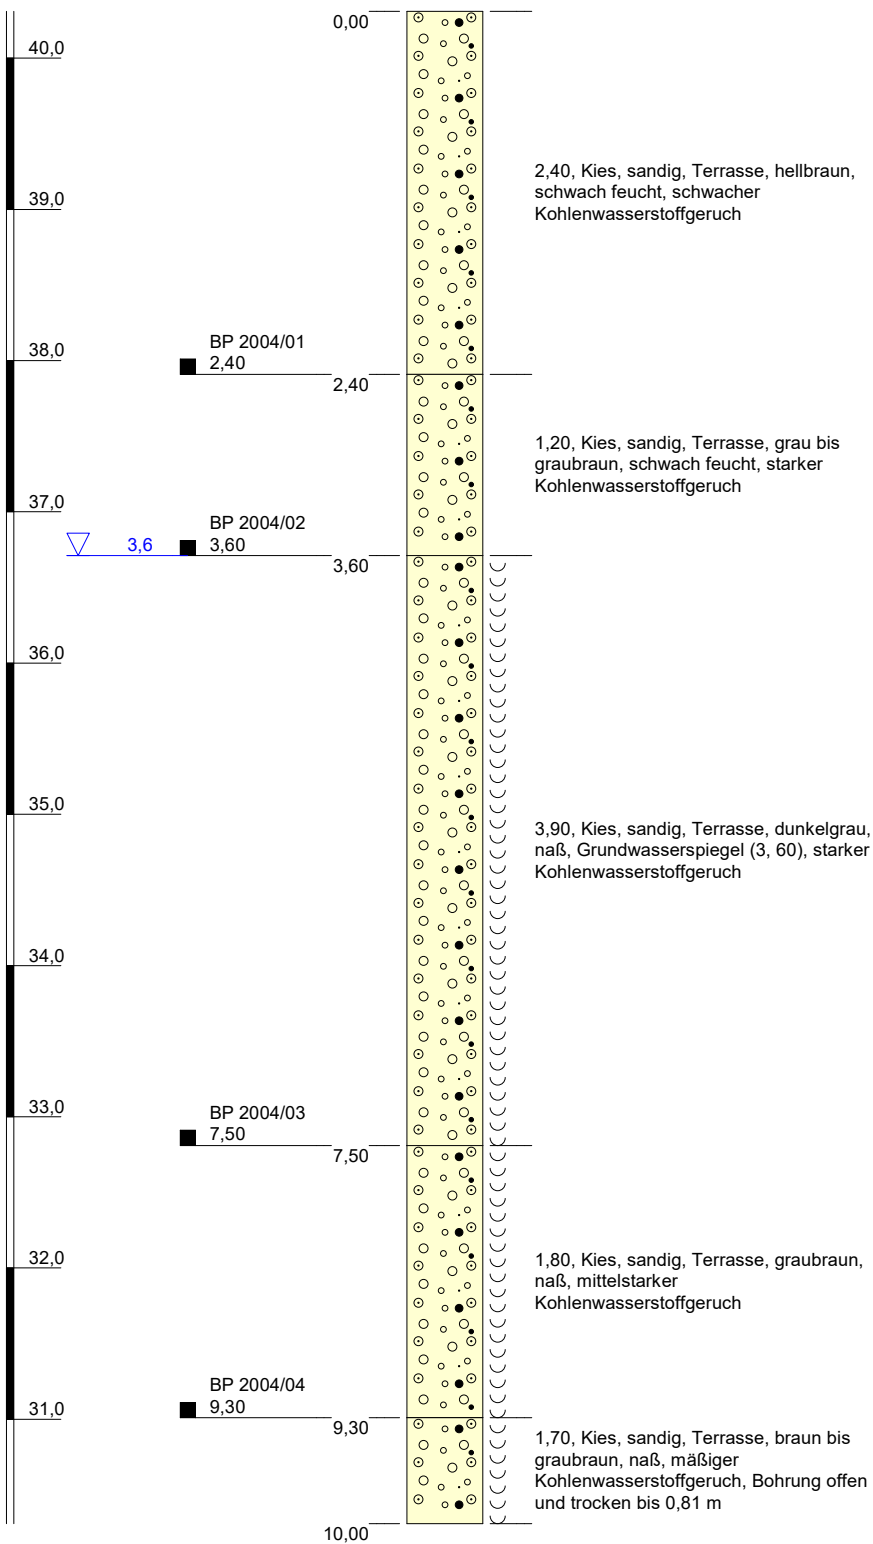 0,00
40,0
2,40, Kies, sandig, Terrasse, hellbraun,
schwach feucht, schwacher
Kohlenwasserstoffgeruch
39,0
38,0
BP 2004/01
2,40
2,40
1,20, Kies, sandig, Terrasse, grau bis
graubraun, schwach feucht, starker
Kohlenwasserstoffgeruch
37,0
BP 2004/02
3,6
3,60
3,60
36,0
35,0
3,90, Kies, sandig, Terrasse, dunkelgrau,
naß, Grundwasserspiegel (3, 60), starker
Kohlenwasserstoffgeruch
34,0
33,0
BP 2004/03
7,50
7,50
32,0
1,80, Kies, sandig, Terrasse, graubraun,
naß, mittelstarker
Kohlenwasserstoffgeruch
31,0
BP 2004/04
9,30
9,30
1,70, Kies, sandig, Terrasse, braun bis
graubraun, naß, mäßiger
Kohlenwasserstoffgeruch, Bohrung offen
und trocken bis 0,81 m
10,00